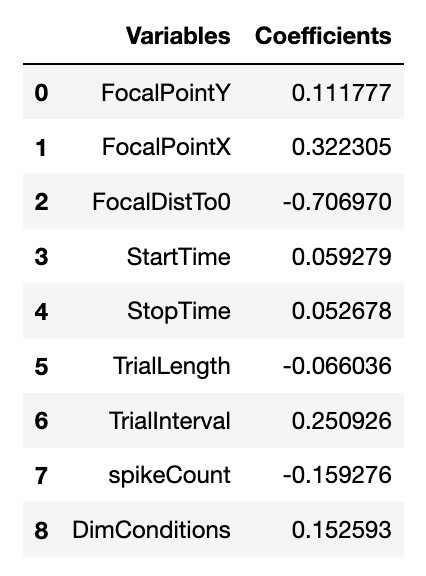 Variables Coefficients
0 FocalPointY 0.111777
1 FocalPointX 0.322305
2 FocalDistTo0 -0.706970
3 StartTime 0.059279
4 StopTime 0.052678
5 TrialLength -0.066036
6 TrialInterval 0.250926
7 spikeCount -0.159276
8 DimConditions 0.152593